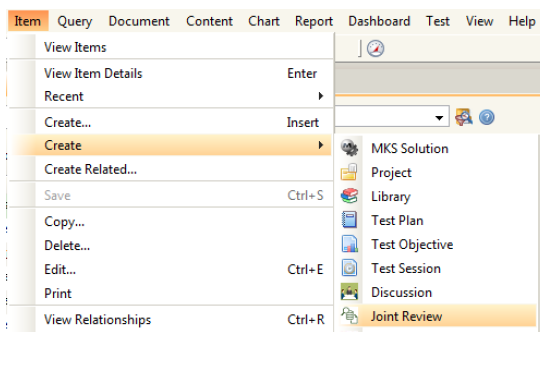 Item Query Document Content Chart Report Dashboard Test View Help
View Items
View Item Details Enter
Recent
Create... Insert
Create
MKS Solution
Create Related...
Project
Save Ctrl+S
Library
Copy...
Test Plan
Delete...
Test Objective
Edit... Ctrl+E
Test Session
Print
Discussion
View Relationships Ctrl+R
Joint Review